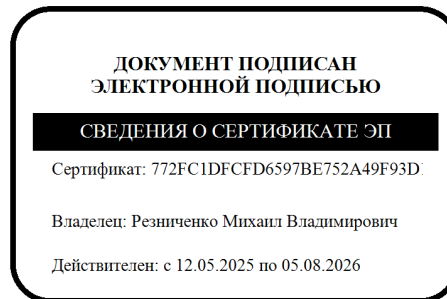 ДОКУМЕНТ ПОДПИСАН
ЭЛЕКТРОННОЙ ПОДПИСЬЮ
СВЕДЕНИЯ О СЕРТИФИКАТЕ ЭП
Сертификат: 772FC1DFCFD6597BE752A49F93D1
Владелец: Резниченко Михаил Владимирович
Действителен: с 12.05.2025 по 05.08.2026